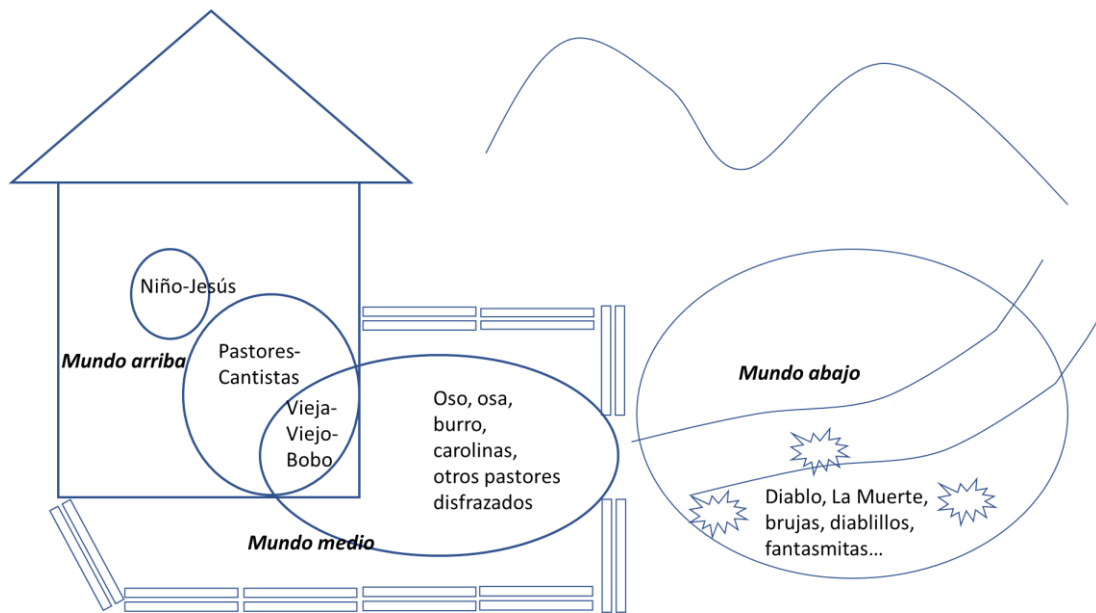 Niño-Jesús
Mundo arriba
Pastores-
Cantistas
Vieja-
Viejo-
Bobo
Mundo medio
Oso, osa,
burro,
carolinas,
otros pastores
disfrazados
Mundo abajo
Diablo, La Muerte,
brujas, diablillos,
fantasmitas...